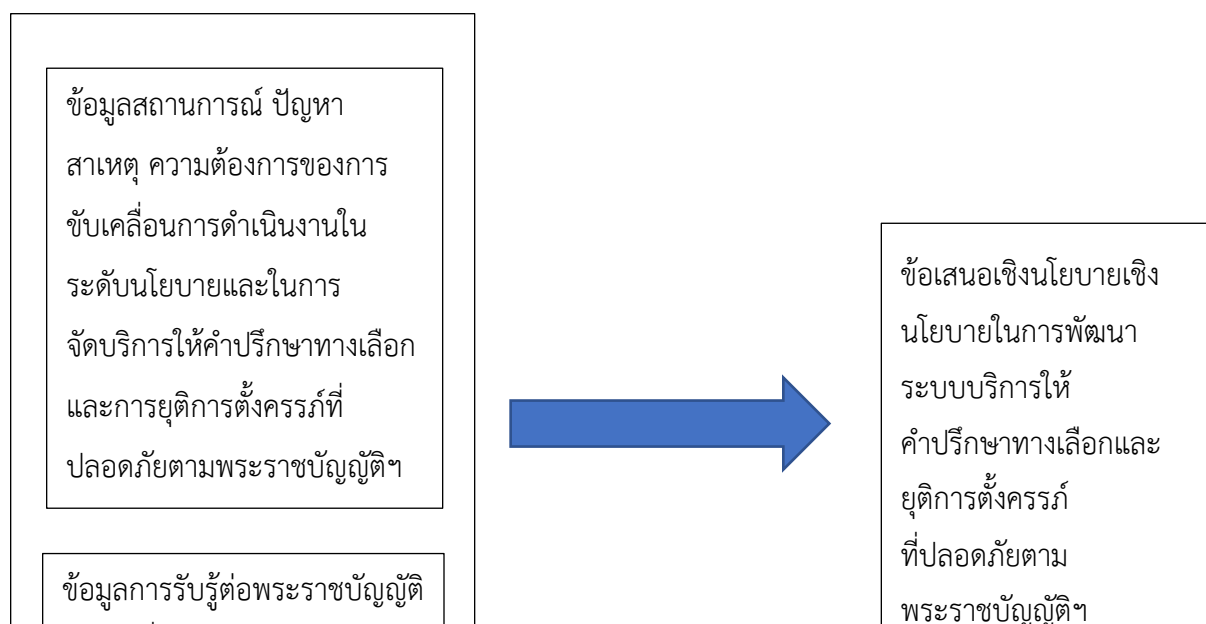 ข้อมูลสถานการณ์ ปัญหา
สาเหตุ ความต้องการของการ
ขับเคลื่อนการดำเนินงานใน
ระดับนโยบายและในการ
จัดบริการให้คำปรึกษาทางเลือก
และการยุติการตั้งครรภ์ที่
ปลอดภัยตามพระราชบัญญัติฯ
ข้อมูลการรับรู้ต่อพระราชบัญญัติ
ข้อเสนอเชิงนโยบายเชิง
นโยบายในการพัฒนา
ระบบบริการให้
คำปรึกษาทางเลือกและ
ยุติการตั้งครรภ์
ที่ปลอดภัยตาม
พระราชบัญญัติฯ